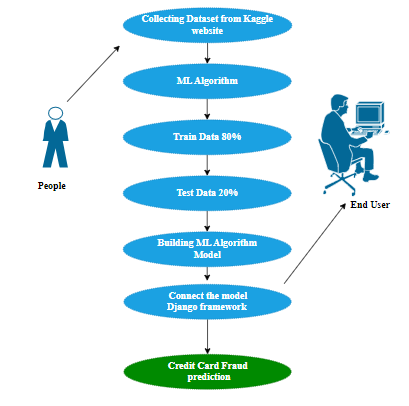 Collecting Dataset from Kaggle
website
ML Algorithm
Train Data 80%
People
Test Data 20%
End User
Building ML Algorithm
Model
Connect the model
Django framework
Credit Card Fraud
prediction